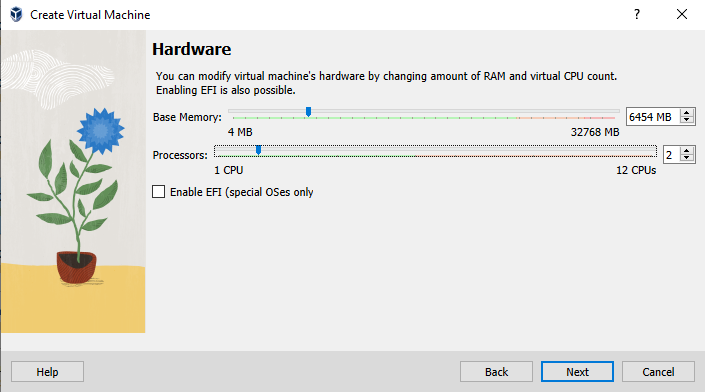 Create Virtual Machine
?
Hardware
You can modify virtual machine's hardware by changing amount of RAM and virtual CPU count.
Enabling EFI is also possible.
Base Memory: 6454 MB
4 MB 32768 MB
Processors: 2
1 CPU 12 CPUs
Enable EFI (special OSes only
Help Back Next Cancel